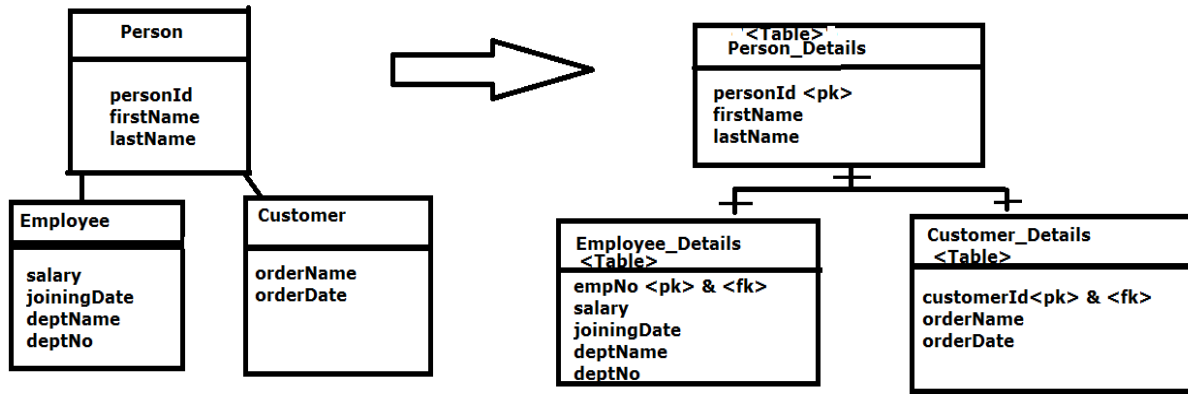 Person
personId
firstName
lastName
Employee
salary
joiningDate
deptName
deptNo
Customer
orderName
orderDate
<Table>
Person_Details
personId <pk>
firstName
lastName
Employee_Details
<Table>
empNo <pk> & <fk>
salary
joiningDate
deptName
deptNo
Customer_Details
<Table>
customerId<pk> & <fk>
orderName
orderDate